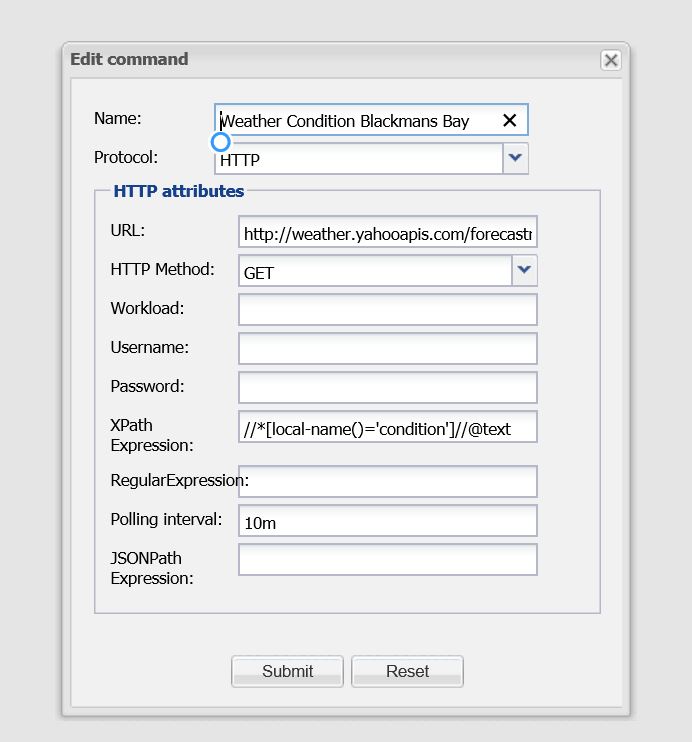 Edit command
Name: Weather Condition Blackmans Bay
Protocol: HTTP
HTTP attributes
URL: http://weather.yahooapis.com/forecastr
HTTP Method: GET
Workload:
Username:
Password:
XPath
Expression: //*[local-name()='condition']//@text
RegularExpression:
Polling interval: 10m
JSONPath
Expression:
Submit Reset